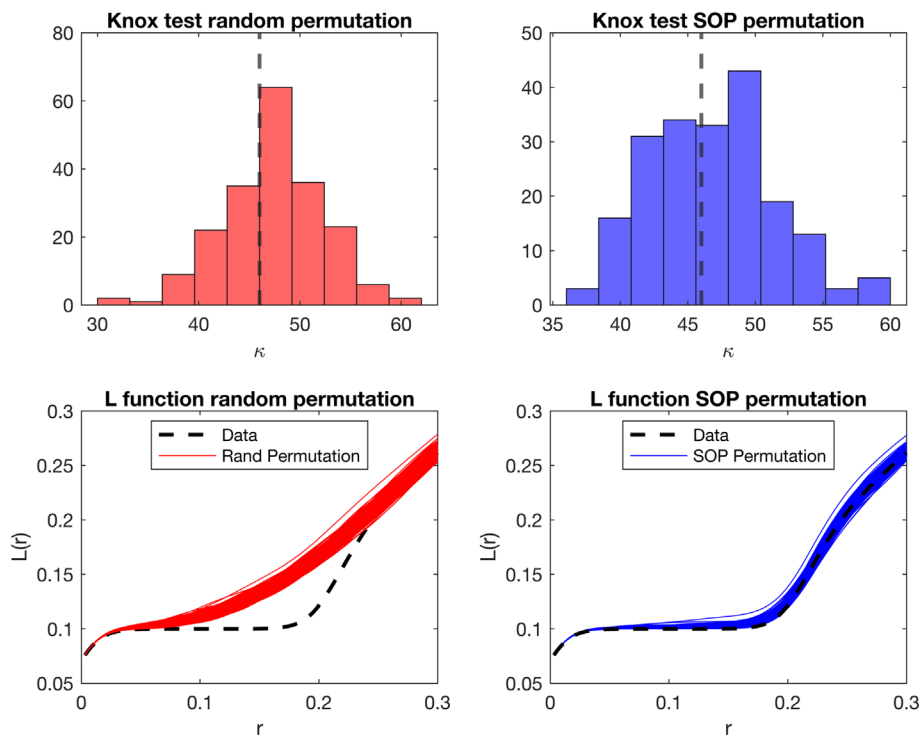 Knox test random permutation
80
60
40
20
0
30
40
50
60
κ
Knox test SOP permutation
50
40
30
20
10
0
35
40
45
50
55
60
κ
L function random permutation
Data
Rand Permutation
0.3
0.25
0.2
0.15
0.1
0.05
L(r)
0
0.1
0.2
0.3
r
L function SOP permutation
Data
SOP Permutation
0.3
0.25
0.2
0.15
0.1
0.05
L(r)
0
0.1
0.2
0.3
r